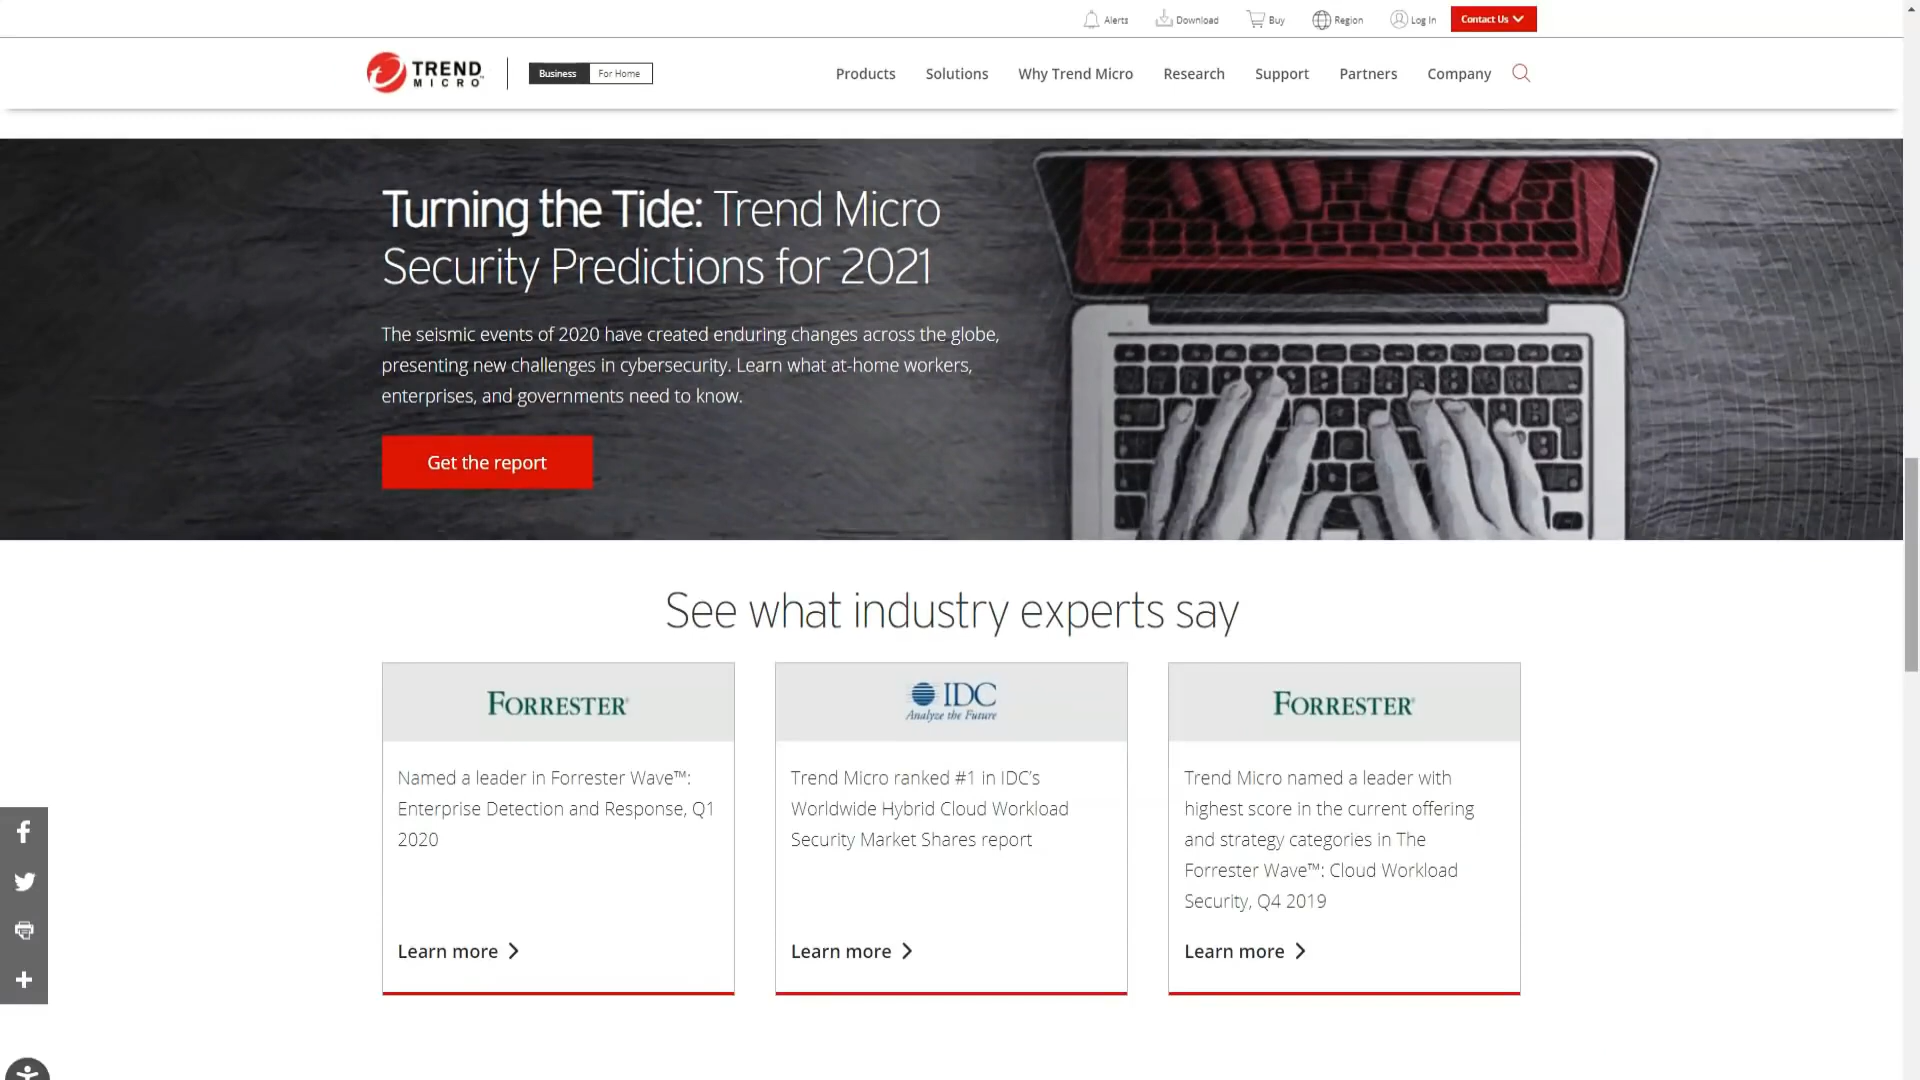 Alerts
Download
Buy
Region
Log In
Contact Us
TREND MICRO
Business
For Home
Products
Solutions
Why Trend Micro
Research
Support
Partners
Company
Turning the Tide: Trend Micro
Security Predictions for 2021
The seismic events of 2020 have created enduring changes across the globe,
presenting new challenges in cybersecurity. Learn what at-home workers,
enterprises, and governments need to know.
Get the report
See what industry experts say
FORRESTER®
Named a leader in Forrester Wave™:
Enterprise Detection and Response, Q1
2020
Learn more
IDC
Analyze the Future
Trend Micro ranked #1 in IDC's
Worldwide Hybrid Cloud Workload
Security Market Shares report
Learn more
FORRESTER®
Trend Micro named a leader with
highest score in the current offering
and strategy categories in The
Forrester Wave™: Cloud Workload
Security, Q4 2019
Learn more